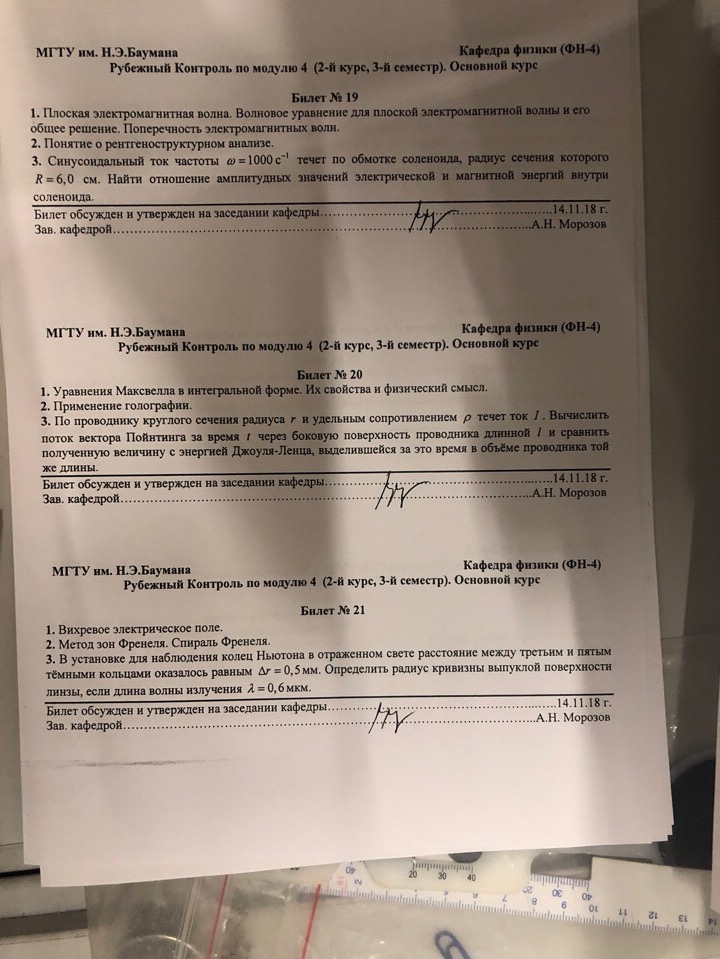 МГТУ им. Н.Э.Баумана Кафедра физики (ФН-4)
Рубежный Контроль по модулю 4 (2-й курс, 3-й семестр). Основной курс
Билет № 19
1. Плоская электромагнитная волна. Волновое уравнение для плоской электромагнитной волны и его
общее решение. Поперечность электромагнитных волн.
2. Понятие о рентгеноструктурном анализе.
3. Синусоидальный ток частоты ω = 1000 с⁻¹ течет по обмотке соленоида, радиус сечения которого
R = 6,0 см. Найти отношение амплитудных значений электрической и магнитной энергий внутри
соленоида.
Билет обсужден и утвержден на заседании кафедры................................14.11.18 г.
Зав. кафедрой................................А.Н. Морозов
МГТУ им. Н.Э.Баумана Кафедра физики (ФН-4)
Рубежный Контроль по модулю 4 (2-й курс, 3-й семестр). Основной курс
Билет № 20
1. Уравнения Максвелла в интегральной форме. Их свойства и физический смысл.
2. Применение голографии.
3. По проводнику круглого сечения радиуса r и удельным сопротивлением ρ течет ток I. Вычислить
поток вектора Пойнтинга за время t через боковую поверхность проводника длинной l и сравнить
полученную величину с энергией Джоуля-Ленца, выделившейся за это время в объёме проводника той
же длины.
Билет обсужден и утвержден на заседании кафедры................................14.11.18 г.
Зав. кафедрой................................А.Н. Морозов
МГТУ им. Н.Э.Баумана Кафедра физики (ФН-4)
Рубежный Контроль по модулю 4 (2-й курс, 3-й семестр). Основной курс
Билет № 21
1. Вихревое электрическое поле.
2. Метод зон Френеля. Спираль Френеля.
3. В установке для наблюдения колец Ньютона в отраженном свете расстояние между третьим и пятым
тёмными кольцами оказалось равным Δr = 0,5 мм. Определить радиус кривизны выпуклой поверхности
линзы, если длина волны излучения λ = 0,6 мкм.
Билет обсужден и утвержден на заседании кафедры................................14.11.18 г.
Зав. кафедрой................................А.Н. Морозов
20 30 40
7 8 9 10 11 12 13 14